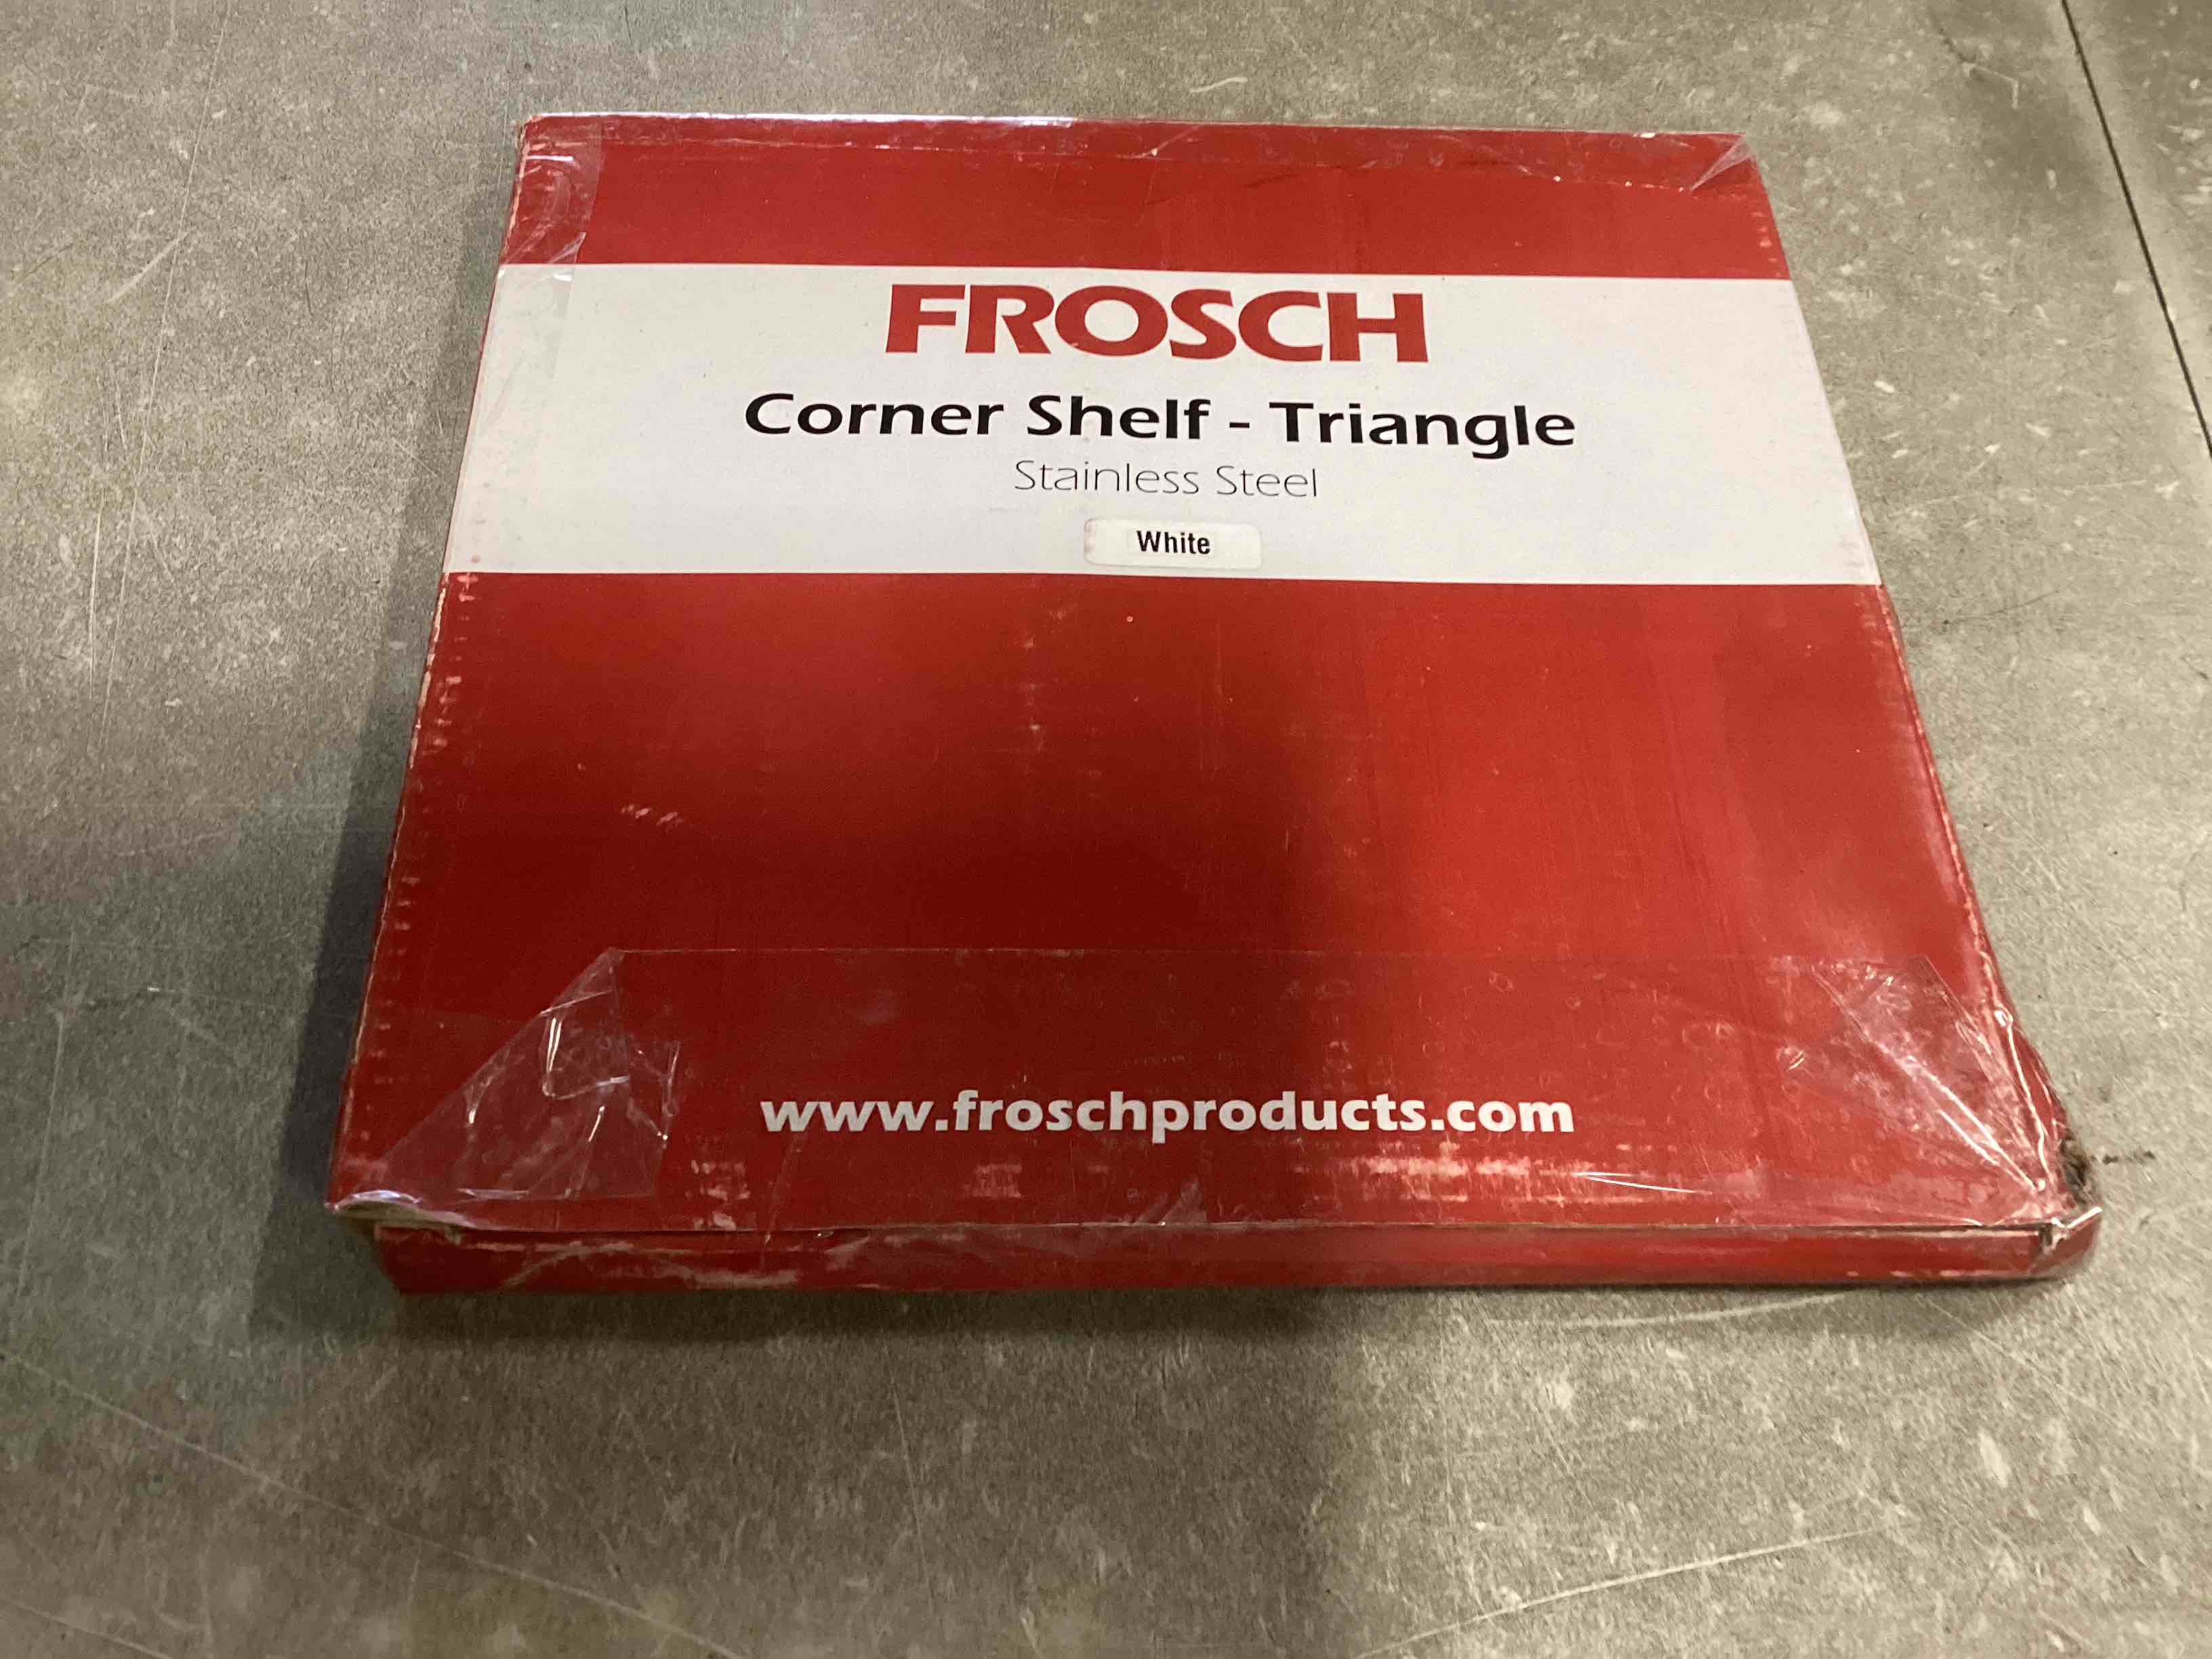 FROSCH
Corner Shelf - Triangle
Stainless Steel
White
www.froschproducts.com